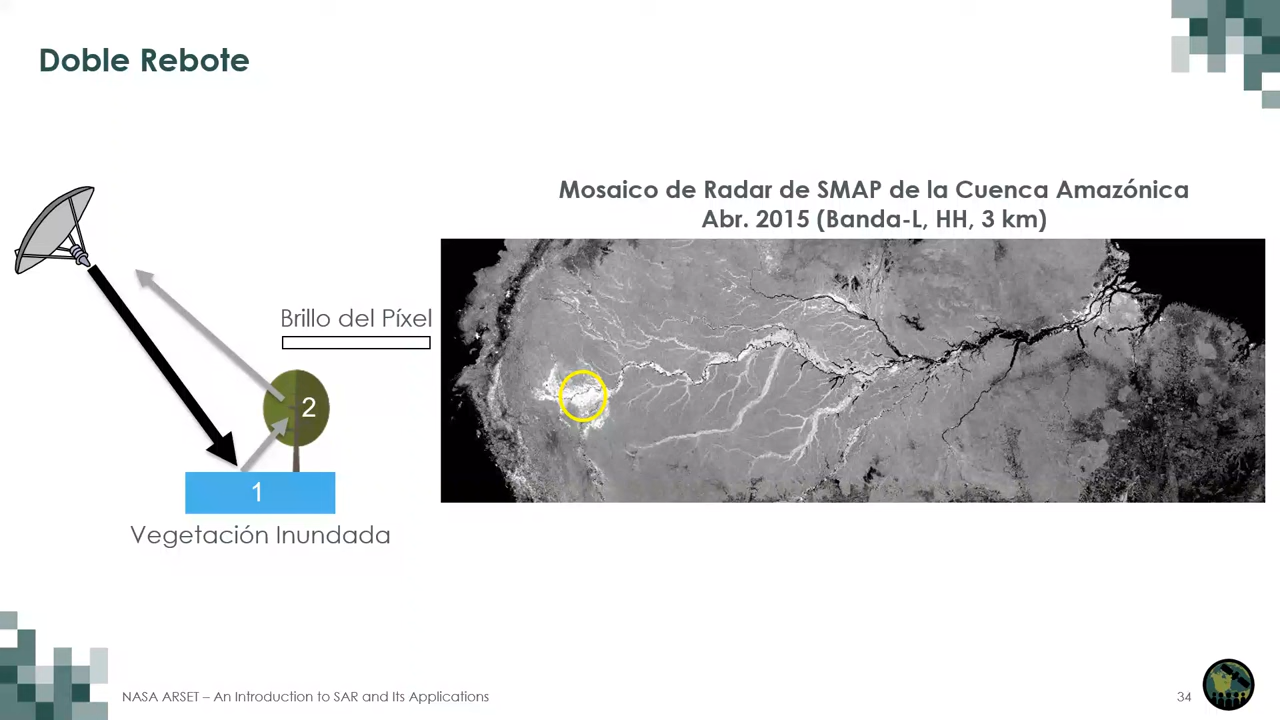 Doble Rebote
Mosaico de Radar de SMAP de la Cuenca Amazónica
Abr. 2015 (Banda-L, HH, 3 km)
Brillo del Píxel
2
1
Vegetación Inundada
NASA ARSET – An Introduction to SAR and Its Applications
34